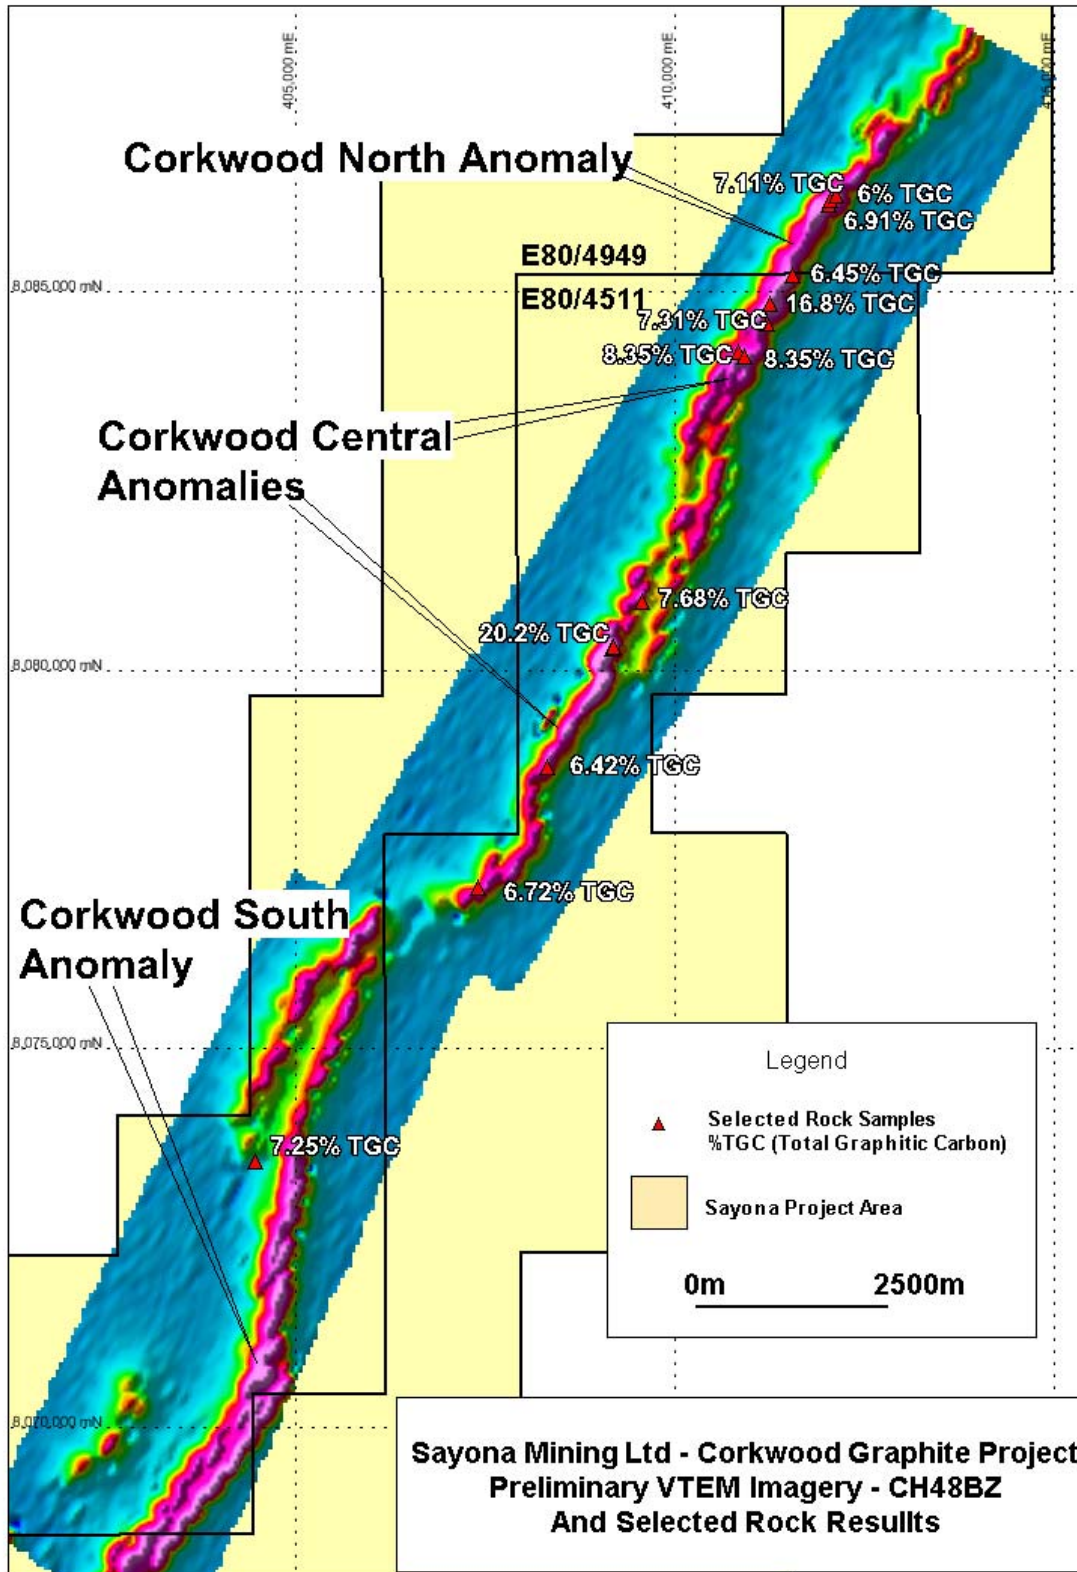 405,000 mE
410,000 mE
415,000 mE
Corkwood North Anomaly
7.11% TGC
6% TGC
6.91% TGC
E80/4949
6.45% TGC
8,085,000 mN
E80/4511
16.8% TGC
7.31% TGC
8.35% TGC
8.35% TGC
Corkwood Central
Anomalies
7.68% TGC
20.2% TGC
8,080,000 mN
6.42% TGC
6.72% TGC
Corkwood South
Anomaly
8,075,000 mN
7.25% TGC
Legend
Selected Rock Samples
%TGC (Total Graphitic Carbon)
Sayona Project Area
0m 2500m
8,070,000 mN
Sayona Mining Ltd - Corkwood Graphite Project
Preliminary VTEM Imagery - CH48BZ
And Selected Rock Resullts